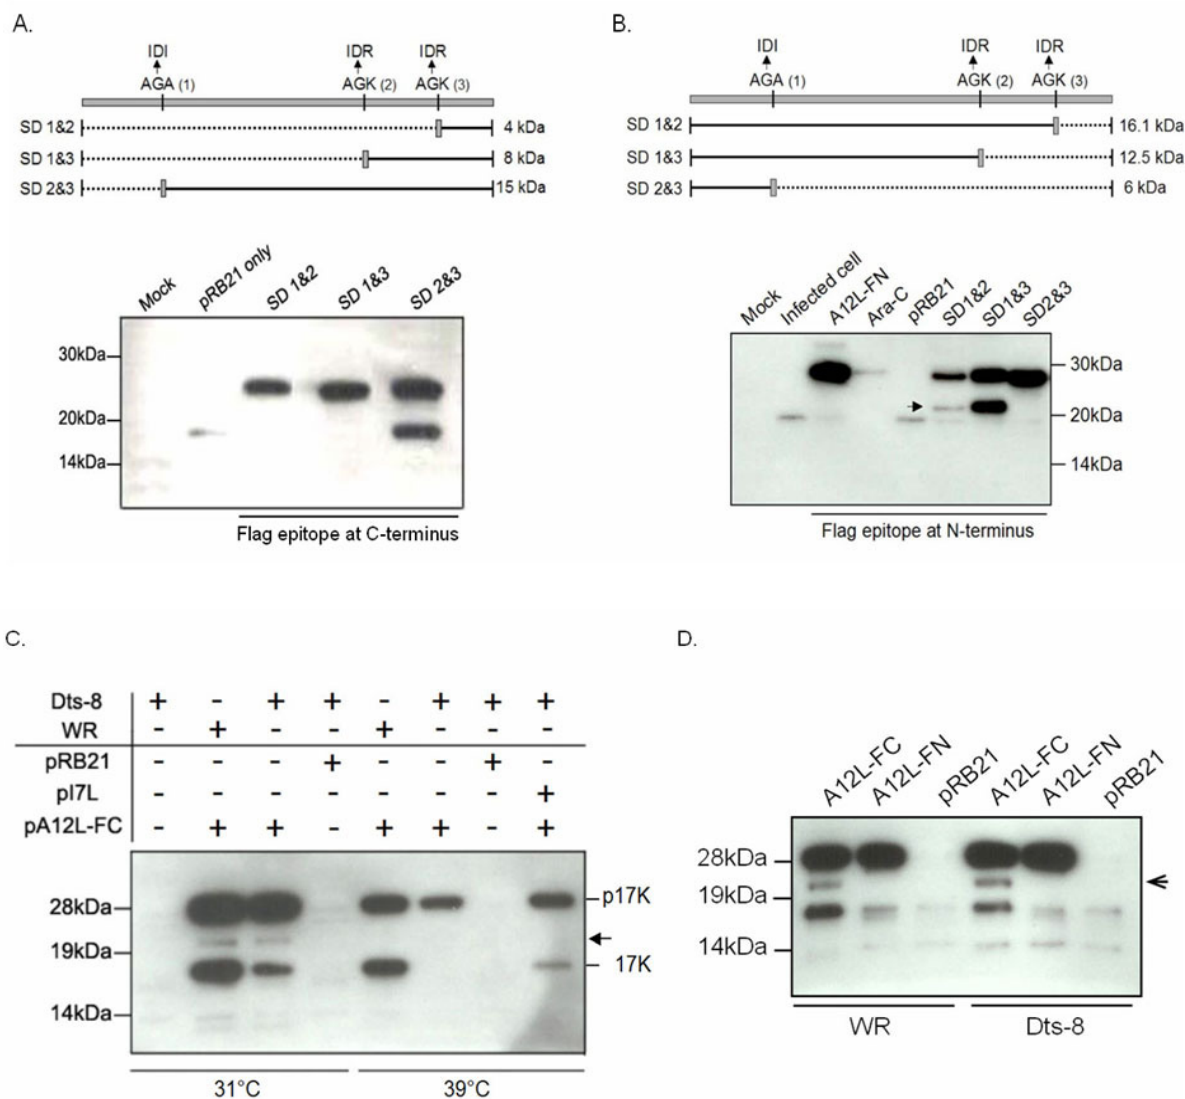 A.
IDI IDR IDR
AGA (1) AGK (2) AGK (3)
SD 1&2 4 kDa
SD 1&3 8 kDa
SD 2&3 15 kDa
Mock pRB21 only SD 1&2 SD 1&3 SD 2&3
30kDa
20kDa
14kDa
Flag epitope at C-terminus
B.
IDI IDR IDR
AGA (1) AGK (2) AGK (3)
SD 1&2 16.1 kDa
SD 1&3 12.5 kDa
SD 2&3 6 kDa
Mock Infected cell A12L-FN Ara-C pRB21 SD1&2 SD1&3 SD2&3
30kDa
20kDa
14kDa
Flag epitope at N-terminus
C.
Dts-8 + - + + - + + +
WR - + - - + - - -
pRB21 - - - + - - + -
pI7L - - - - - - - +
pA12L-FC - + + - + + - +
28kDa p17K
19kDa 17K
14kDa
31°C 39°C
D.
A12L-FC A12L-FN pRB21 A12L-FC A12L-FN pRB21
28kDa
19kDa
14kDa
WR Dts-8